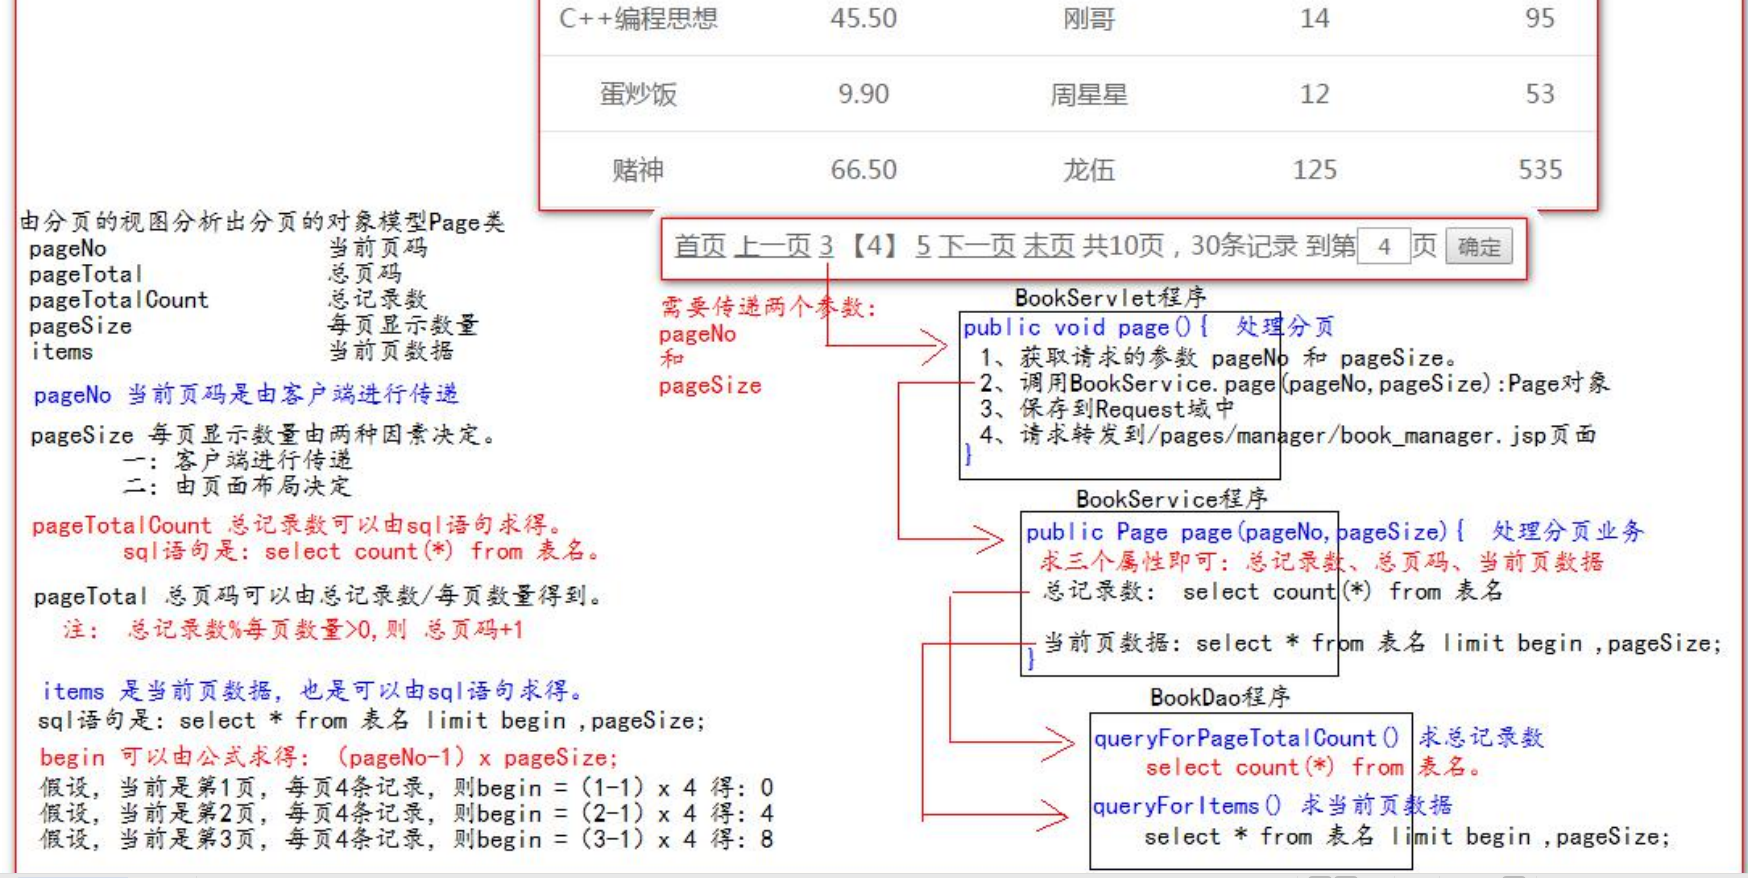 C++编程思想 45.50 刚哥 14 95
蛋炒饭 9.90 周星星 12 53
赌神 66.50 龙伍 125 535
首页 上一页 3 【4】 5 下一页 末页 共10页，30条记录 到第 4 页 确定
由分页的视图分析出分页的对象模型Page类
pageNo 当前页码
pageTotal 总页码
pageTotalCount 总记录数
pageSize 每页显示数量
items 当前页数据
pageNo 当前页码是由客户端进行传递
pageSize 每页显示数量由两种因素决定。
一：客户端进行传递
二：由页面布局决定
pageTotalCount 总记录数可以由sql语句求得。
sql语句是：select count(*) from 表名。
pageTotal 总页码可以由总记录数/每页数量得到。
注： 总记录数%每页数量>0,则 总页码+1
items 是当前页数据，也是可以由sql语句求得。
sql语句是：select * from 表名 limit begin ,pageSize;
begin 可以由公式求得：(pageNo-1) x pageSize;
假设，当前是第1页，每页4条记录，则begin = (1-1) x 4 得：0
假设，当前是第2页，每页4条记录，则begin = (2-1) x 4 得：4
假设，当前是第3页，每页4条记录，则begin = (3-1) x 4 得：8
需要传递两个参数：
pageNo
和
pageSize
BookServlet程序
public void page(){ 处理分页
1、获取请求的参数 pageNo 和 pageSize。
2、调用BookService.page(pageNo,pageSize):Page对象
3、保存到Request域中
4、请求转发到/pages/manager/book_manager.jsp页面
}
BookService程序
public Page page(pageNo,pageSize){ 处理分页业务
求三个属性即可：总记录数、总页码、当前页数据
总记录数： select count(*) from 表名
当前页数据：select * from 表名 limit begin ,pageSize;
}
BookDao程序
queryForPageTotalCount() 求总记录数
select count(*) from 表名。
queryForItems() 求当前页数据
select * from 表名 limit begin ,pageSize;